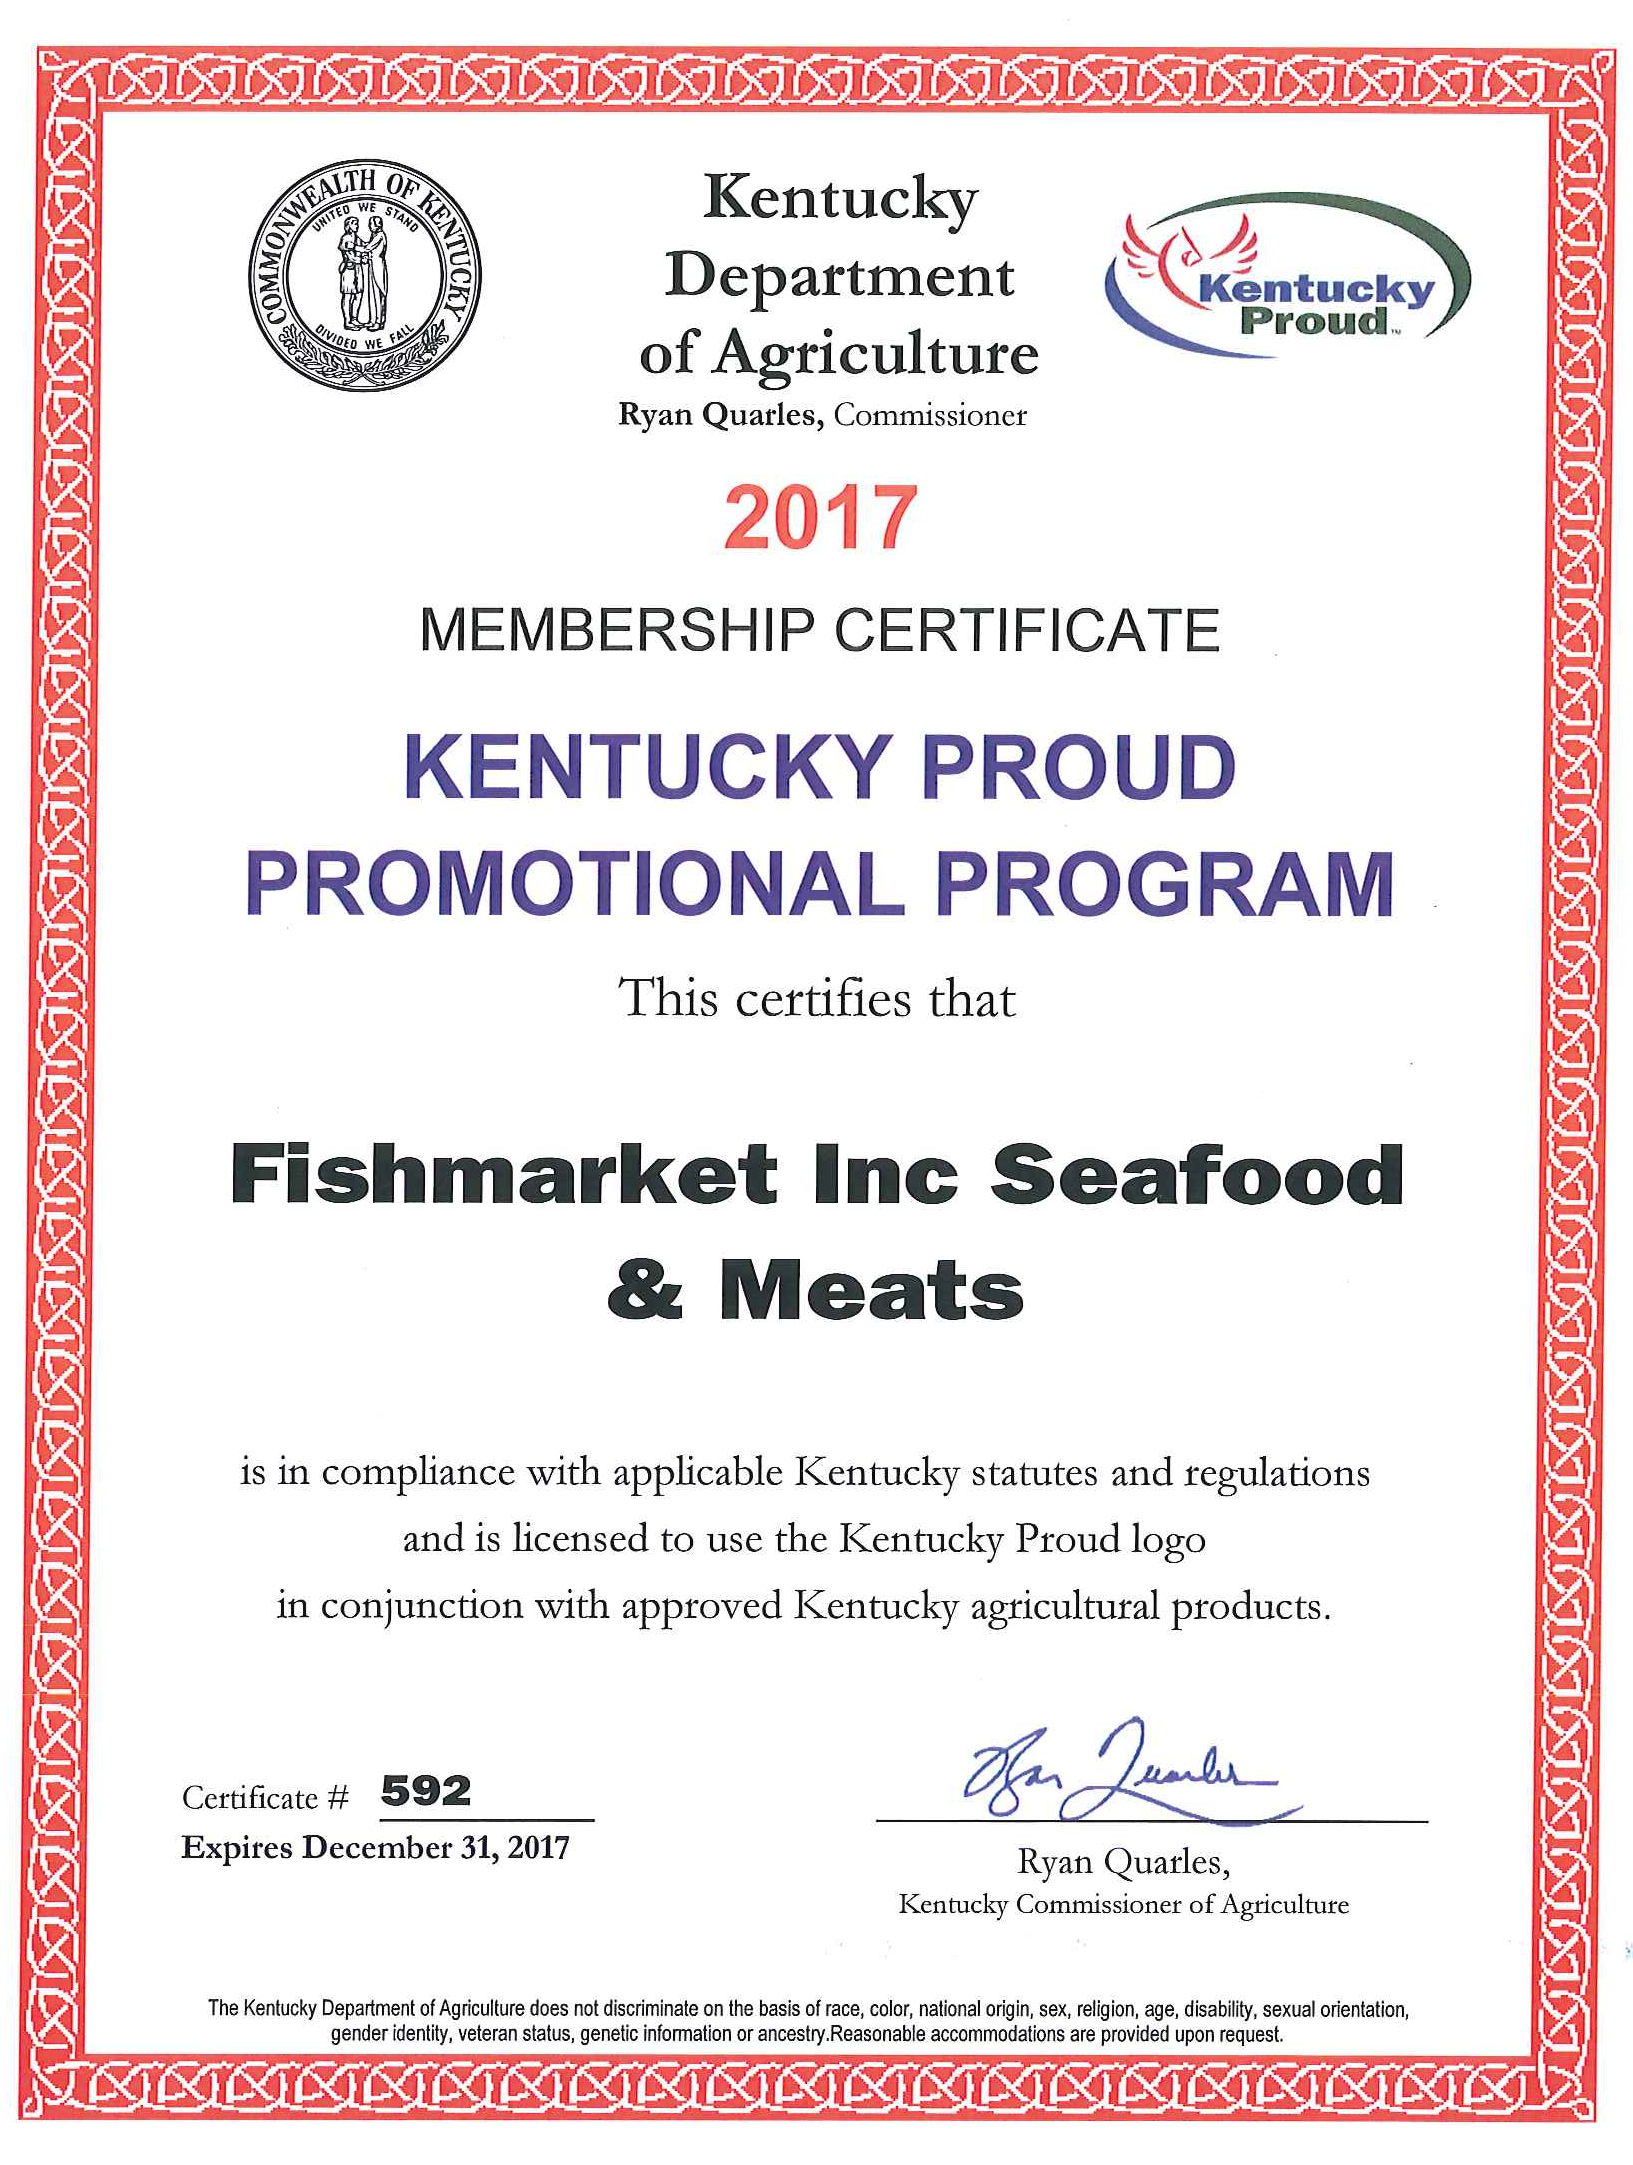 COMMONWEALTH OF KENTUCKY
UNITED WE STAND
DIVIDED WE FALL
Kentucky
Department
of Agriculture
Ryan Quarles, Commissioner
Kentucky
Proud™
2017
MEMBERSHIP CERTIFICATE
KENTUCKY PROUD
PROMOTIONAL PROGRAM
This certifies that
Fishmarket Inc Seafood
& Meats
is in compliance with applicable Kentucky statutes and regulations
and is licensed to use the Kentucky Proud logo
in conjunction with approved Kentucky agricultural products.
Certificate # 592
Expires December 31, 2017
Ryan Quarles
Ryan Quarles,
Kentucky Commissioner of Agriculture
The Kentucky Department of Agriculture does not discriminate on the basis of race, color, national origin, sex, religion, age, disability, sexual orientation,
gender identity, veteran status, genetic information or ancestry.Reasonable accommodations are provided upon request.